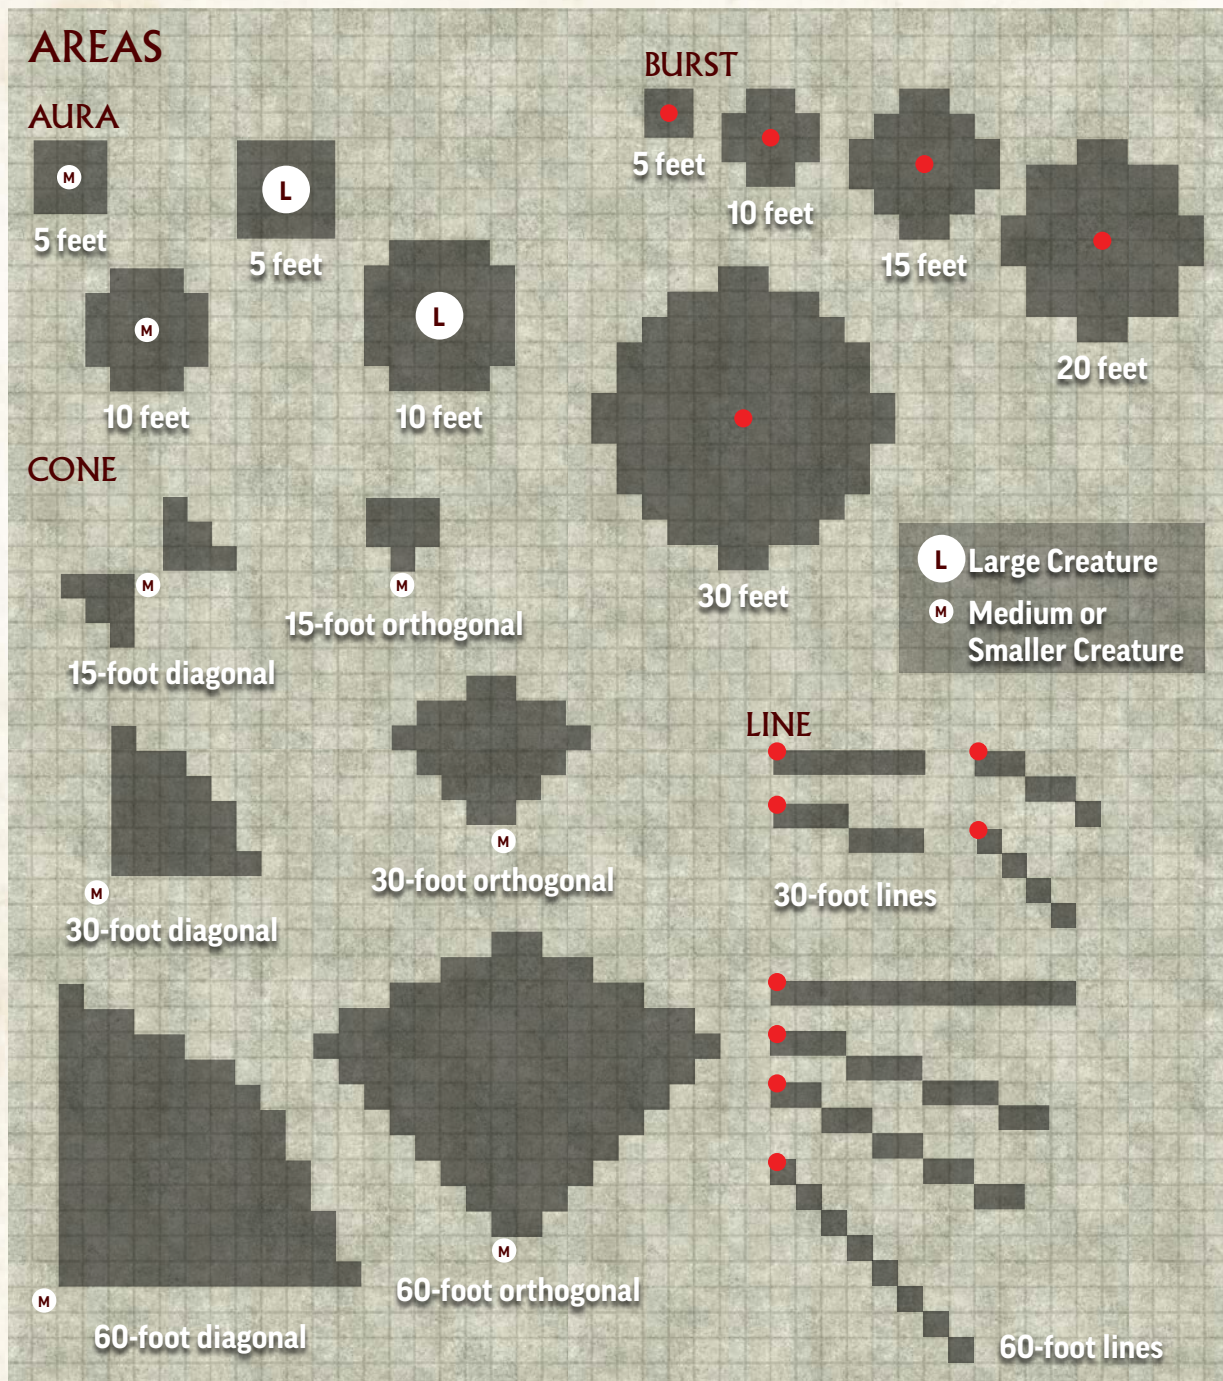 AREAS
AURA
M
5 feet
L
5 feet
M
10 feet
L
10 feet
BURST
5 feet
10 feet
15 feet
20 feet
30 feet
CONE
M
15-foot diagonal
M
15-foot orthogonal
M
30-foot diagonal
M
30-foot orthogonal
M
60-foot diagonal
M
60-foot orthogonal
L Large Creature
M Medium or
Smaller Creature
LINE
30-foot lines
60-foot lines